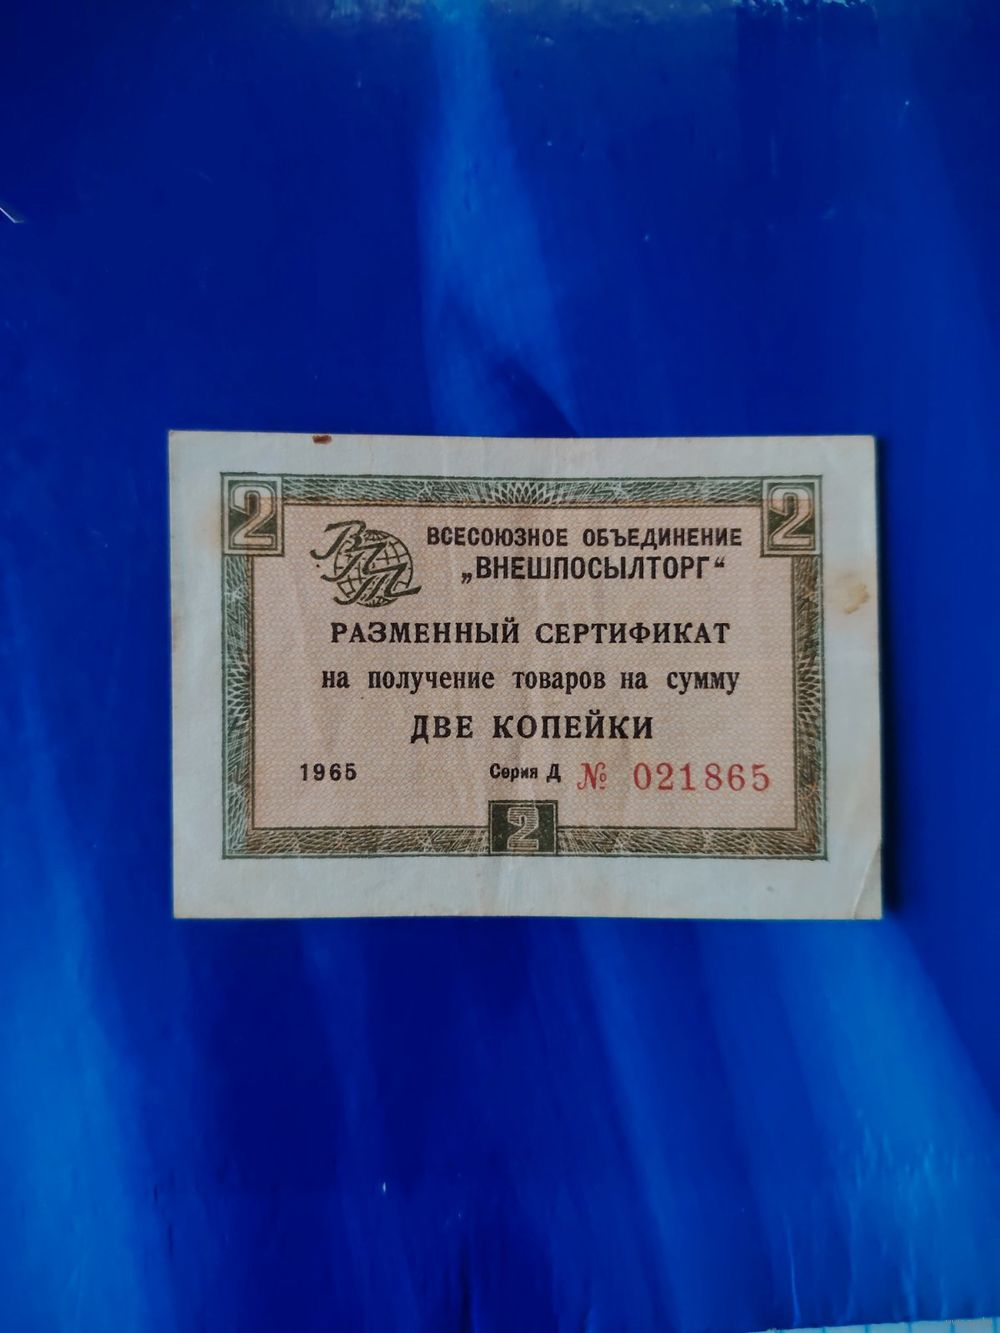 2 2
ВПТ
ВСЕСОЮЗНОЕ ОБЪЕДИНЕНИЕ
„ВНЕШПОСЫЛТОРГ“
РАЗМЕННЫЙ СЕРТИФИКАТ
на получение товаров на сумму
ДВЕ КОПЕЙКИ
1965 Серия Д № 021865
2